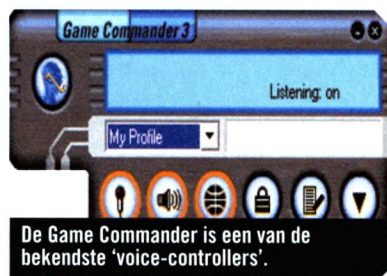 Game Commander 3
Listening: on
My Profile
De Game Commander is een van de
bekendste ‘voice-controllers’.